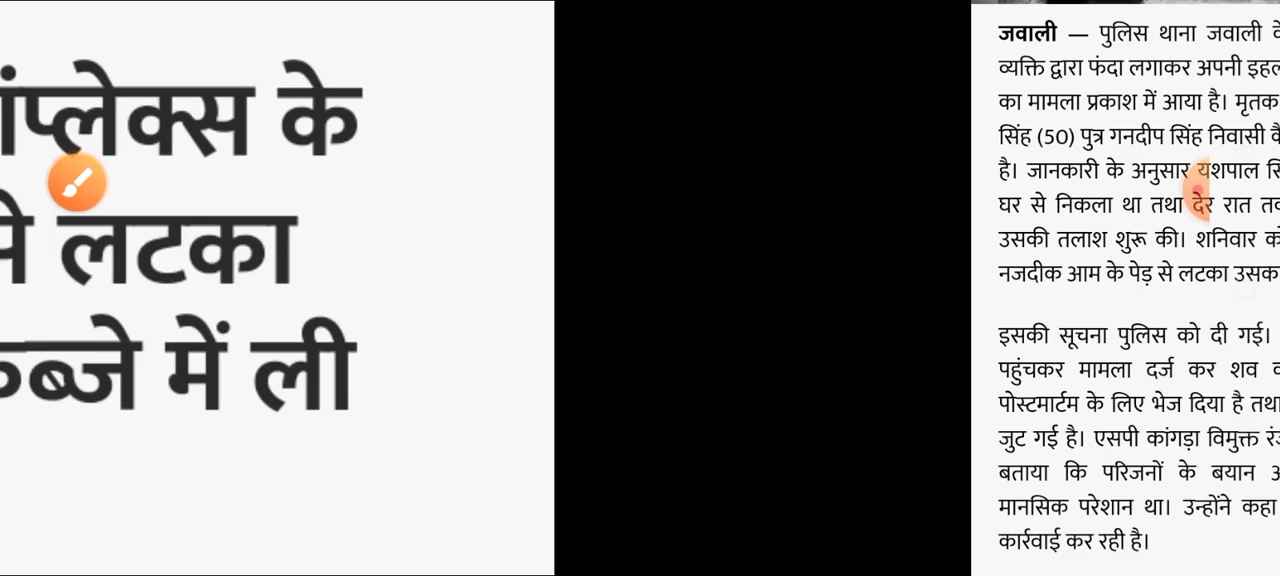 ांप्लेक्स के
से लटका
कब्जे में ली
जवाली — पुलिस थाना जवाली के
व्यक्ति द्वारा फंदा लगाकर अपनी
का मामला प्रकाश में आया है। मृतक
सिंह (50) पुत्र गनदीप सिंह निवासी
है। जानकारी के अनुसार यशपाल
घर से निकला था तथा देर रात
उसकी तलाश शुरू की। शनिवार को
नजदीक आम के पेड़ से लटका उसका
इसकी सूचना पुलिस को दी गई।
पहुंचकर मामला दर्ज कर शव
पोस्टमार्टम के लिए भेज दिया है तथा
जुट गई है। एसपी कांगड़ा विमुक्त
बताया कि परिजनों के बयान
मानसिक परेशान था। उन्होंने कहा
कार्रवाई कर रही है।